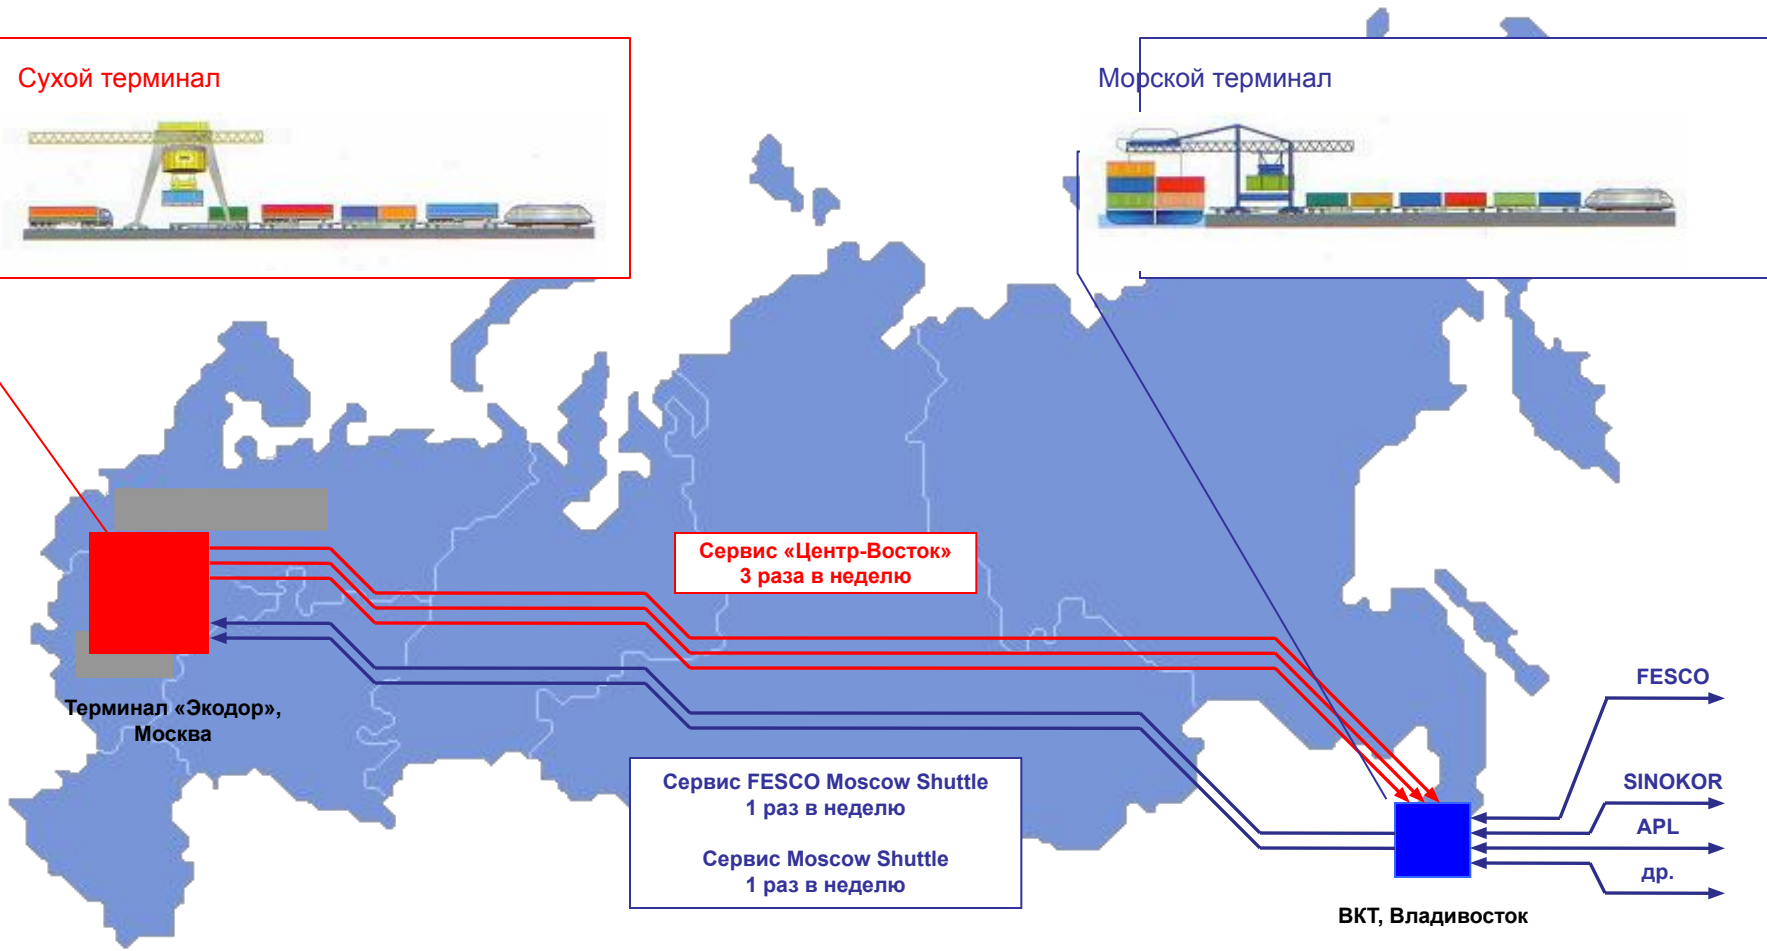 Сухой терминал
Морской терминал
Сервис «Центр-Восток»
3 раза в неделю
Терминал «Экодор»,
Москва
Сервис FESCO Moscow Shuttle
1 раз в неделю
Сервис Moscow Shuttle
1 раз в неделю
FESCO
SINOKOR
APL
др.
ВКТ, Владивосток